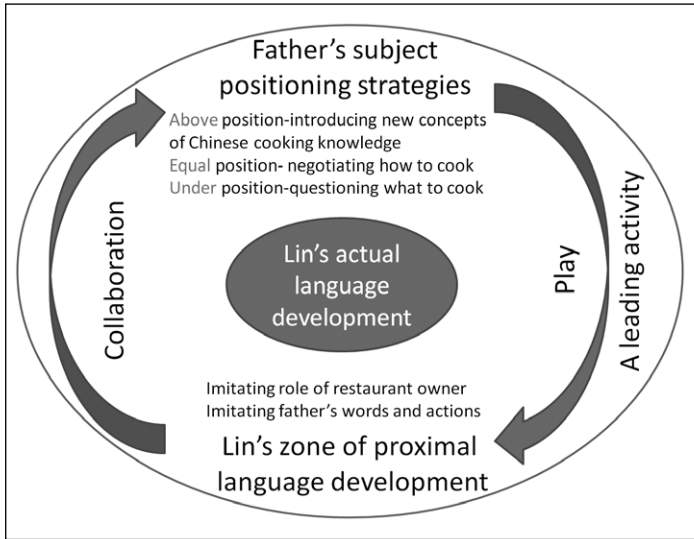 Father's subject
positioning strategies
Above position-introducing new concepts
of Chinese cooking knowledge
Equal position- negotiating how to cook
Under position-questioning what to cook
Collaboration
Lin's actual
language
development
Play
A leading activity
Imitating role of restaurant owner
Imitating father's words and actions
Lin's zone of proximal
language development